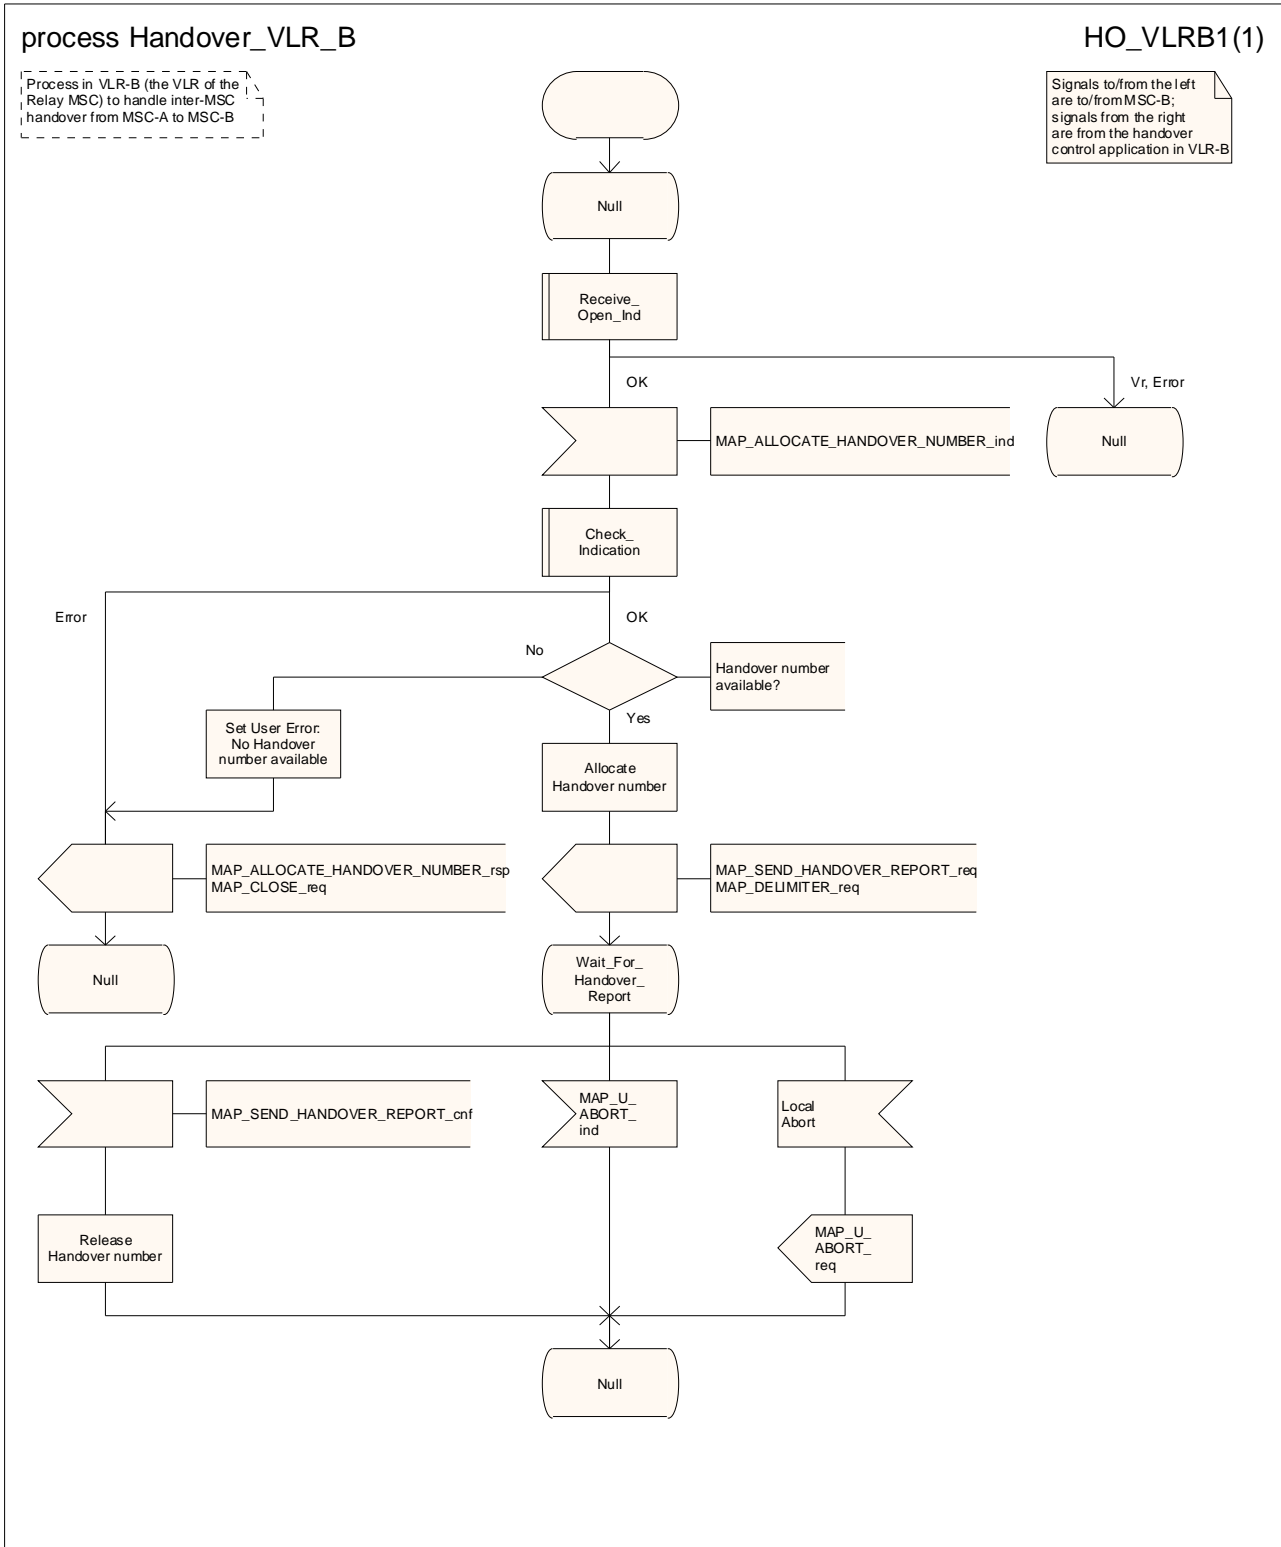 process Handover_VLR_B
HO_VLRB1(1)
Process in VLR-B (the VLR of the
Relay MSC) to handle inter-MSC
handover from MSC-A to MSC-B
Signals to/from the left
are to/from MSC-B;
signals from the right
are from the handover
control application in VLR-B
Null
Receive_
Open_Ind
OK
Vr, Error
MAP_ALLOCATE_HANDOVER_NUMBER_ind
Null
Check_
Indication
Error
OK
No
Handover number
available?
Yes
Set User Error:
No Handover
number available
Allocate
Handover number
MAP_ALLOCATE_HANDOVER_NUMBER_rsp
MAP_CLOSE_req
MAP_SEND_HANDOVER_REPORT_req
MAP_DELIMITER_req
Null
Wait_For_
Handover_
Report
MAP_SEND_HANDOVER_REPORT_cnf
MAP_U_
ABORT_
ind
Local
Abort
Release
Handover number
MAP_U_
ABORT_
req
Null